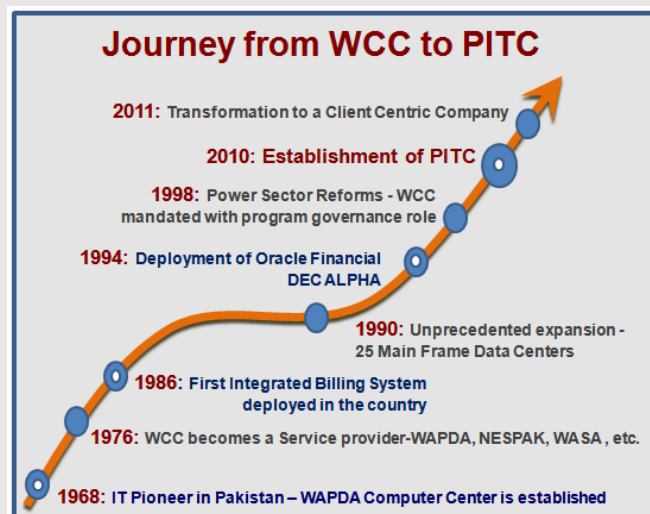 Journey from WCC to PITC
2011: Transformation to a Client Centric Company
2010: Establishment of PITC
1998: Power Sector Reforms - WCC
mandated with program governance role
1994: Deployment of Oracle Financial
DEC ALPHA
1990: Unprecedented expansion -
25 Main Frame Data Centers
1986: First Integrated Billing System
deployed in the country
1976: WCC becomes a Service provider-WAPDA, NESPAK, WASA , etc.
1968: IT Pioneer in Pakistan – WAPDA Computer Center is established